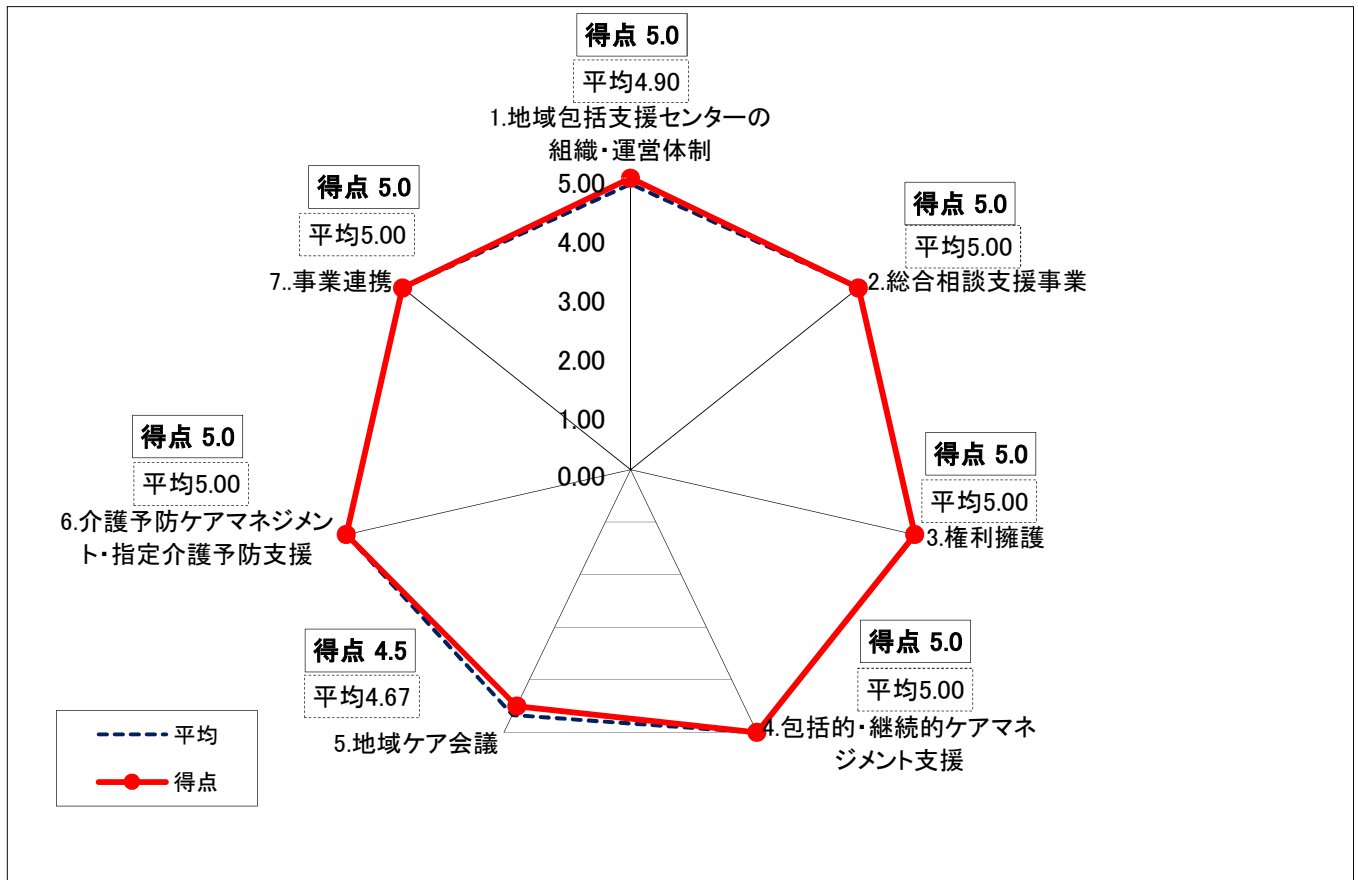 得点 5.0
平均4.90
1.地域包括支援センターの
組織・運営体制
得点 5.0
平均5.00
2.総合相談支援事業
得点 5.0
平均5.00
3.権利擁護
得点 5.0
平均5.00
4.包括的・継続的ケアマネ
ジメント支援
得点 4.5
平均4.67
5.地域ケア会議
得点 5.0
平均5.00
6.介護予防ケアマネジメン
ト・指定介護予防支援
得点 5.0
平均5.00
7..事業連携
5.00
4.00
3.00
2.00
1.00
0.00
平均
得点